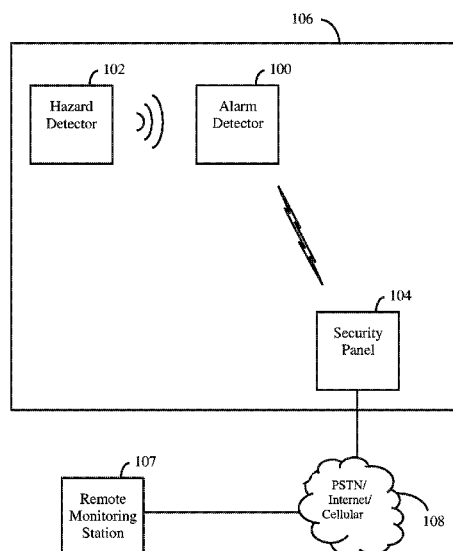 106
102
100
Hazard
Detector
Alarm
Detector
104
Security
Panel
107
Remote
Monitoring
Station
PSTN/
Internet/
Cellular
108